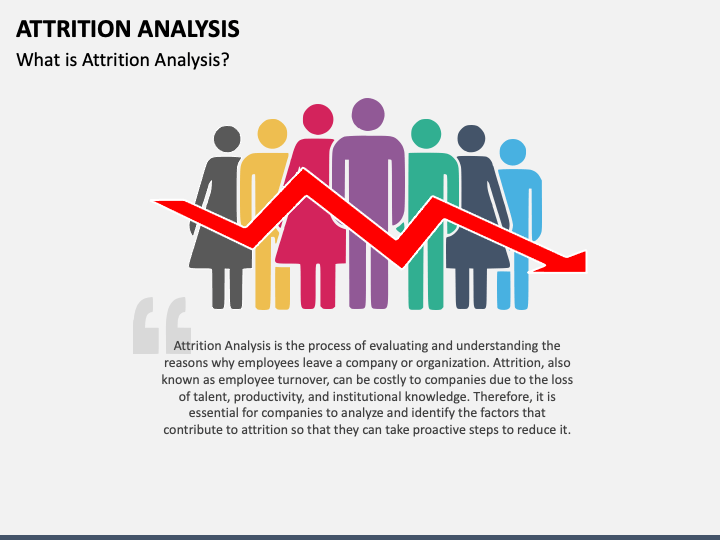 ATTRITION ANALYSIS
What is Attrition Analysis?
Attrition Analysis is the process of evaluating and understanding the
reasons why employees leave a company or organization. Attrition, also
known as employee turnover, can be costly to companies due to the loss
of talent, productivity, and institutional knowledge. Therefore, it is
essential for companies to analyze and identify the factors that
contribute to attrition so that they can take proactive steps to reduce it.